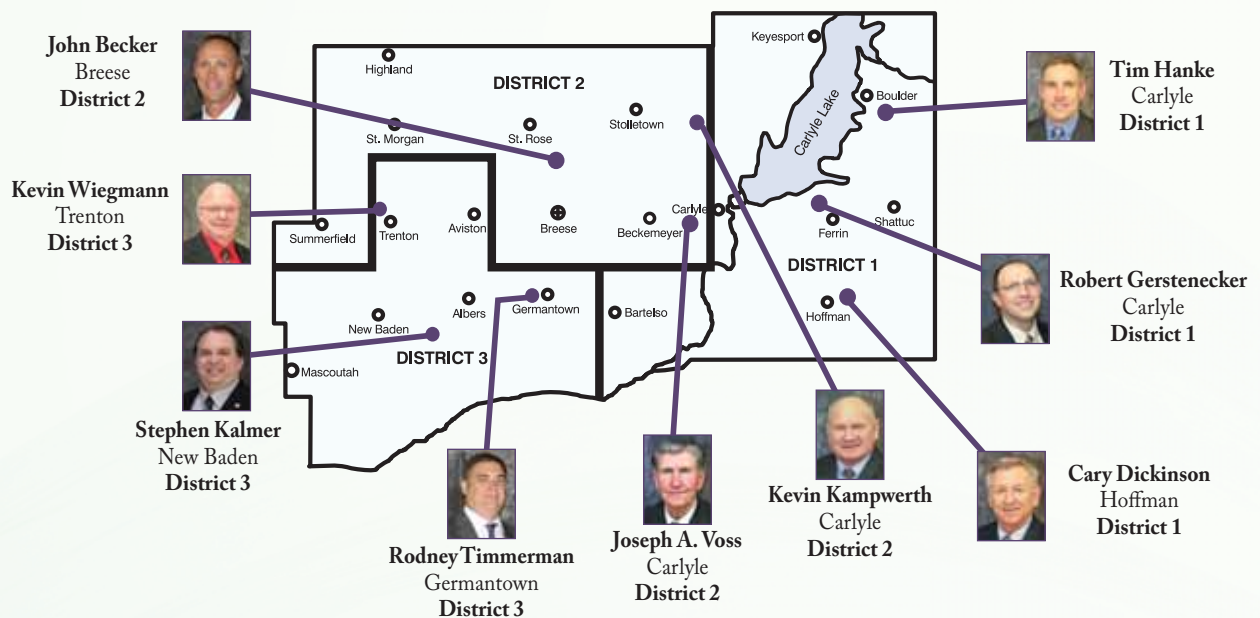 John Becker
Breese
District 2
Kevin Wiegmann
Trenton
District 3
Stephen Kalmer
New Baden
District 3
Rodney Timmerman
Germantown
District 3
Joseph A. Voss
Carlyle
District 2
Kevin Kampwerth
Carlyle
District 2
Cary Dickinson
Hoffman
District 1
Robert Gerstenecker
Carlyle
District 1
Tim Hanke
Carlyle
District 1
Keyesport
Highland
DISTRICT 2
Boulder
Stolletown
St. Morgan
St. Rose
Carlyle Lake
Summerfield
Trenton
Aviston
Breese
Beckemeyer
Carlyle
Ferrin
Shattuc
DISTRICT 1
Germantown
Albers
New Baden
Bartelso
Hoffman
DISTRICT 3
Mascoutah